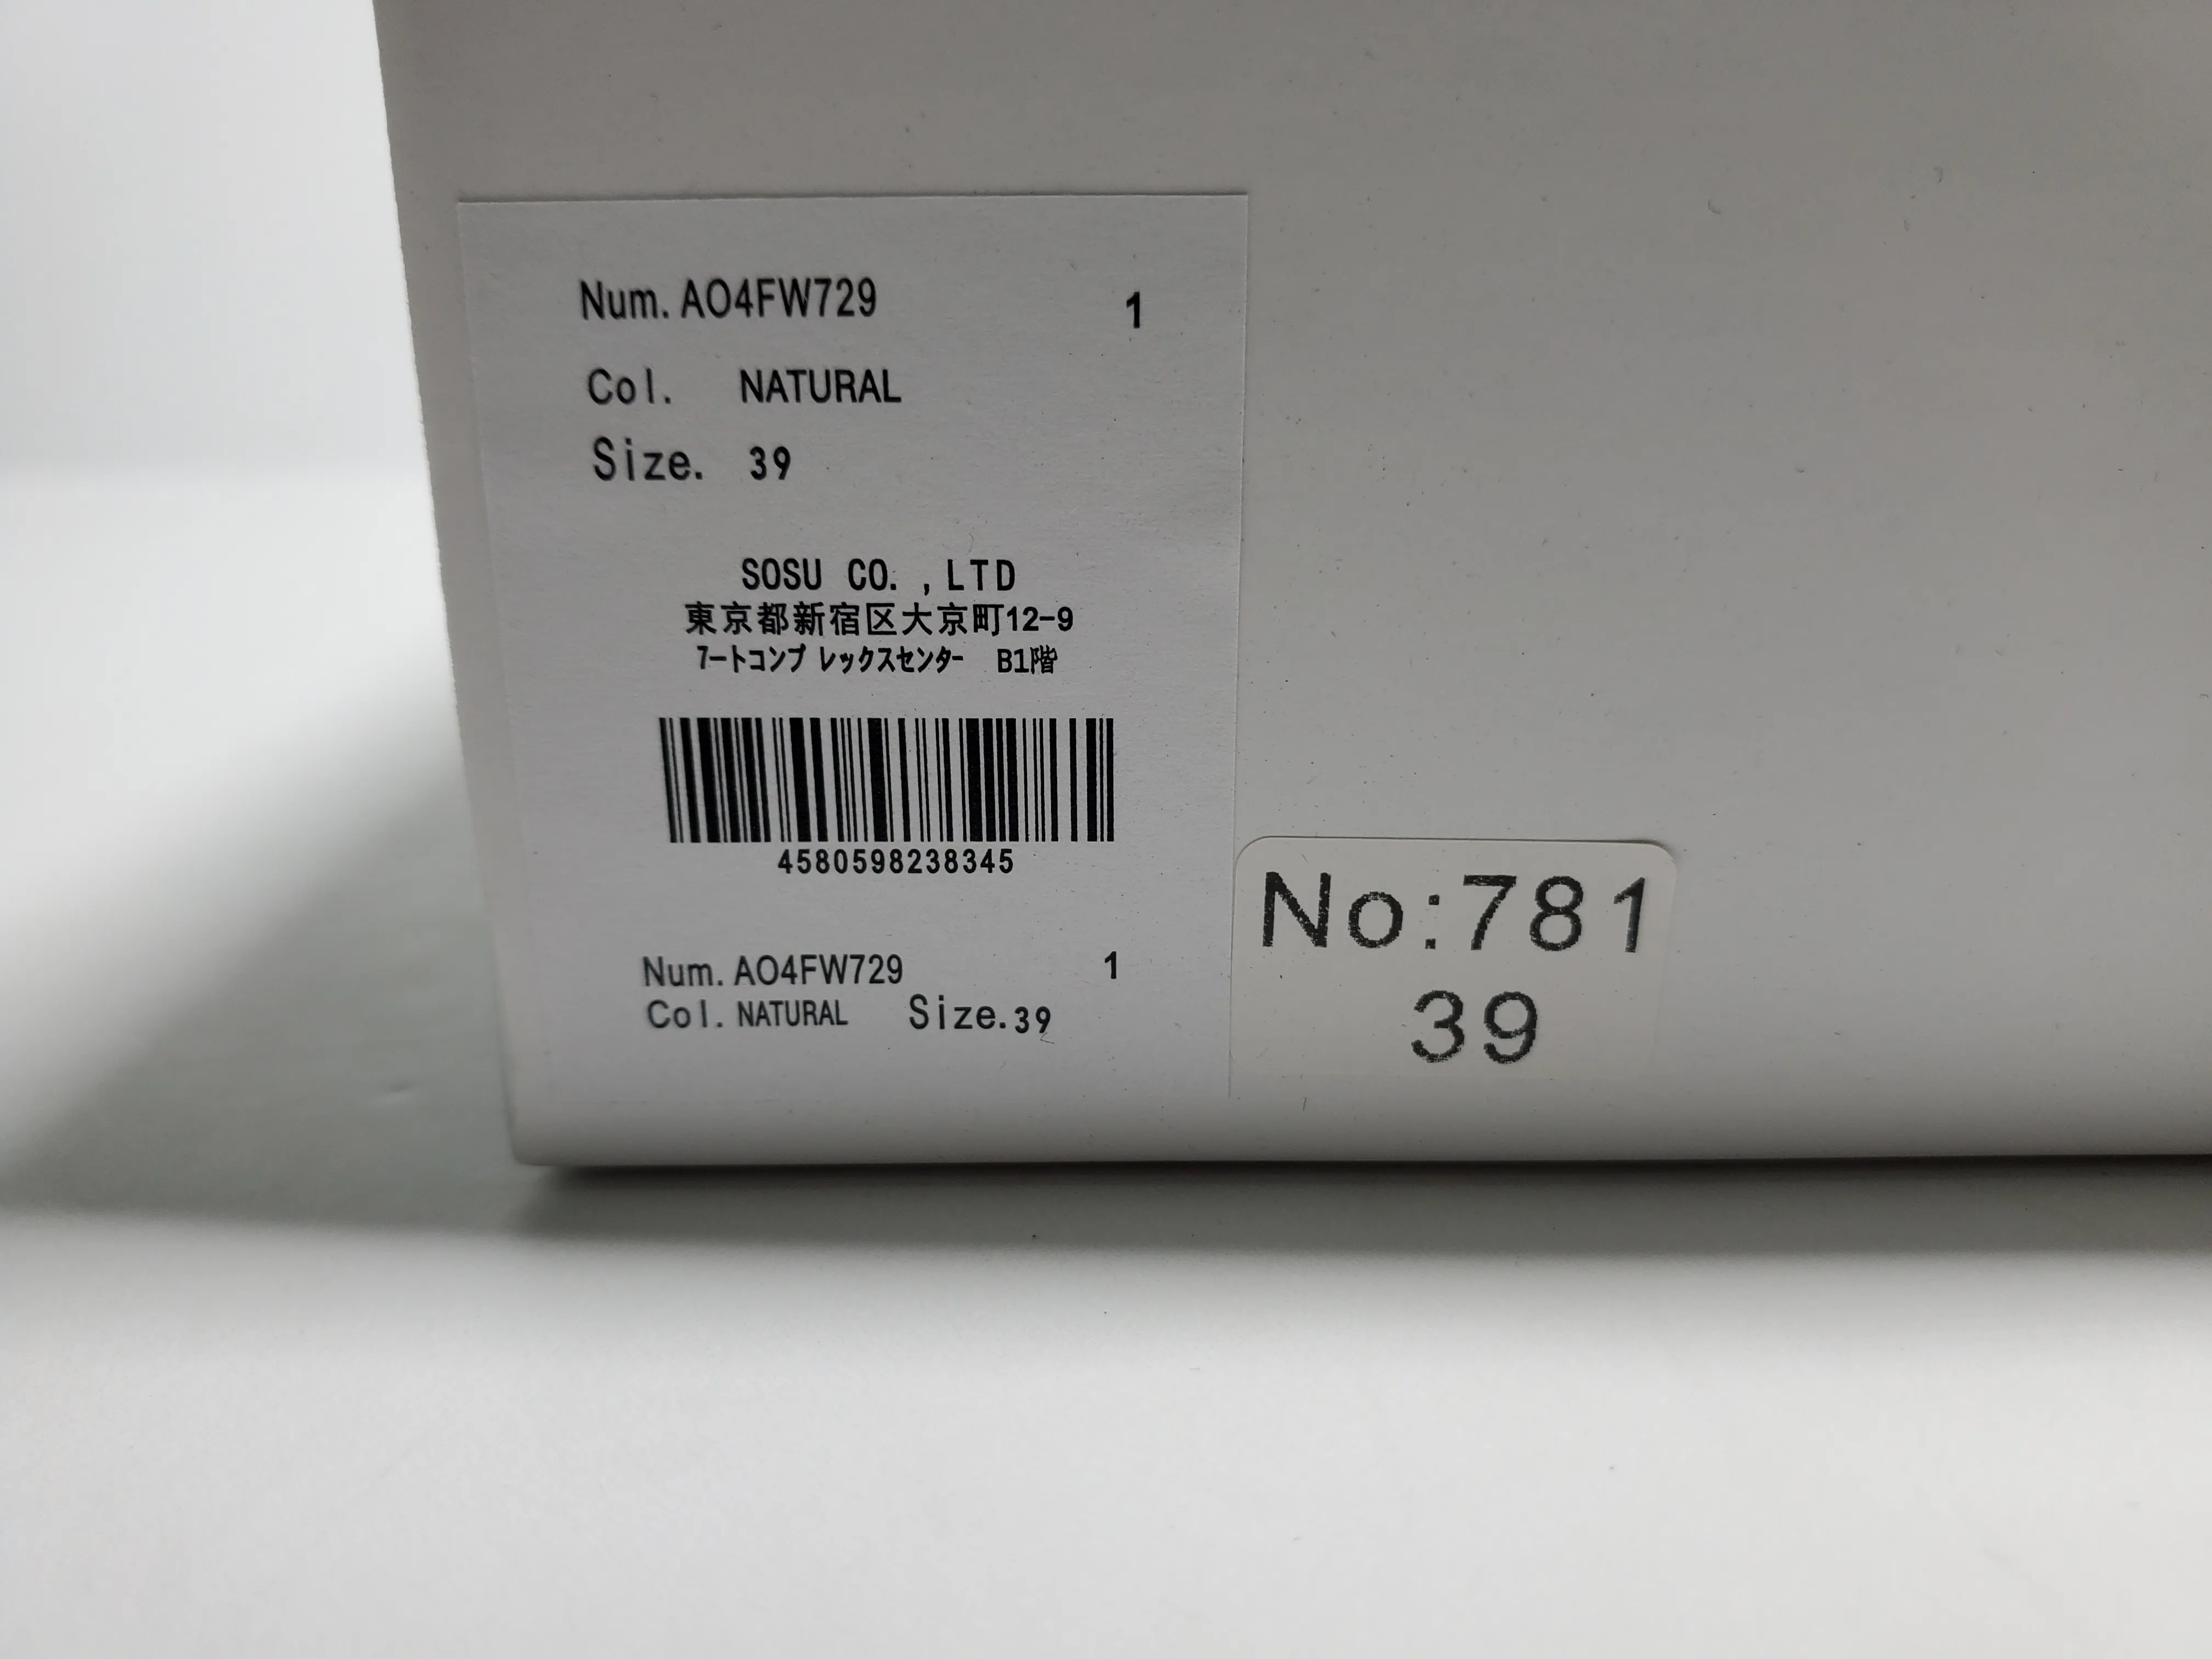 Num. AO4FW729 1
Col. NATURAL
Size. 39
SOSU CO. ,LTD
東京都新宿区大京町12-9
7ートコンプ レックスセンター B1階
4580598238345
Num. AO4FW729 1
Col. NATURAL Size.39
No:781
39